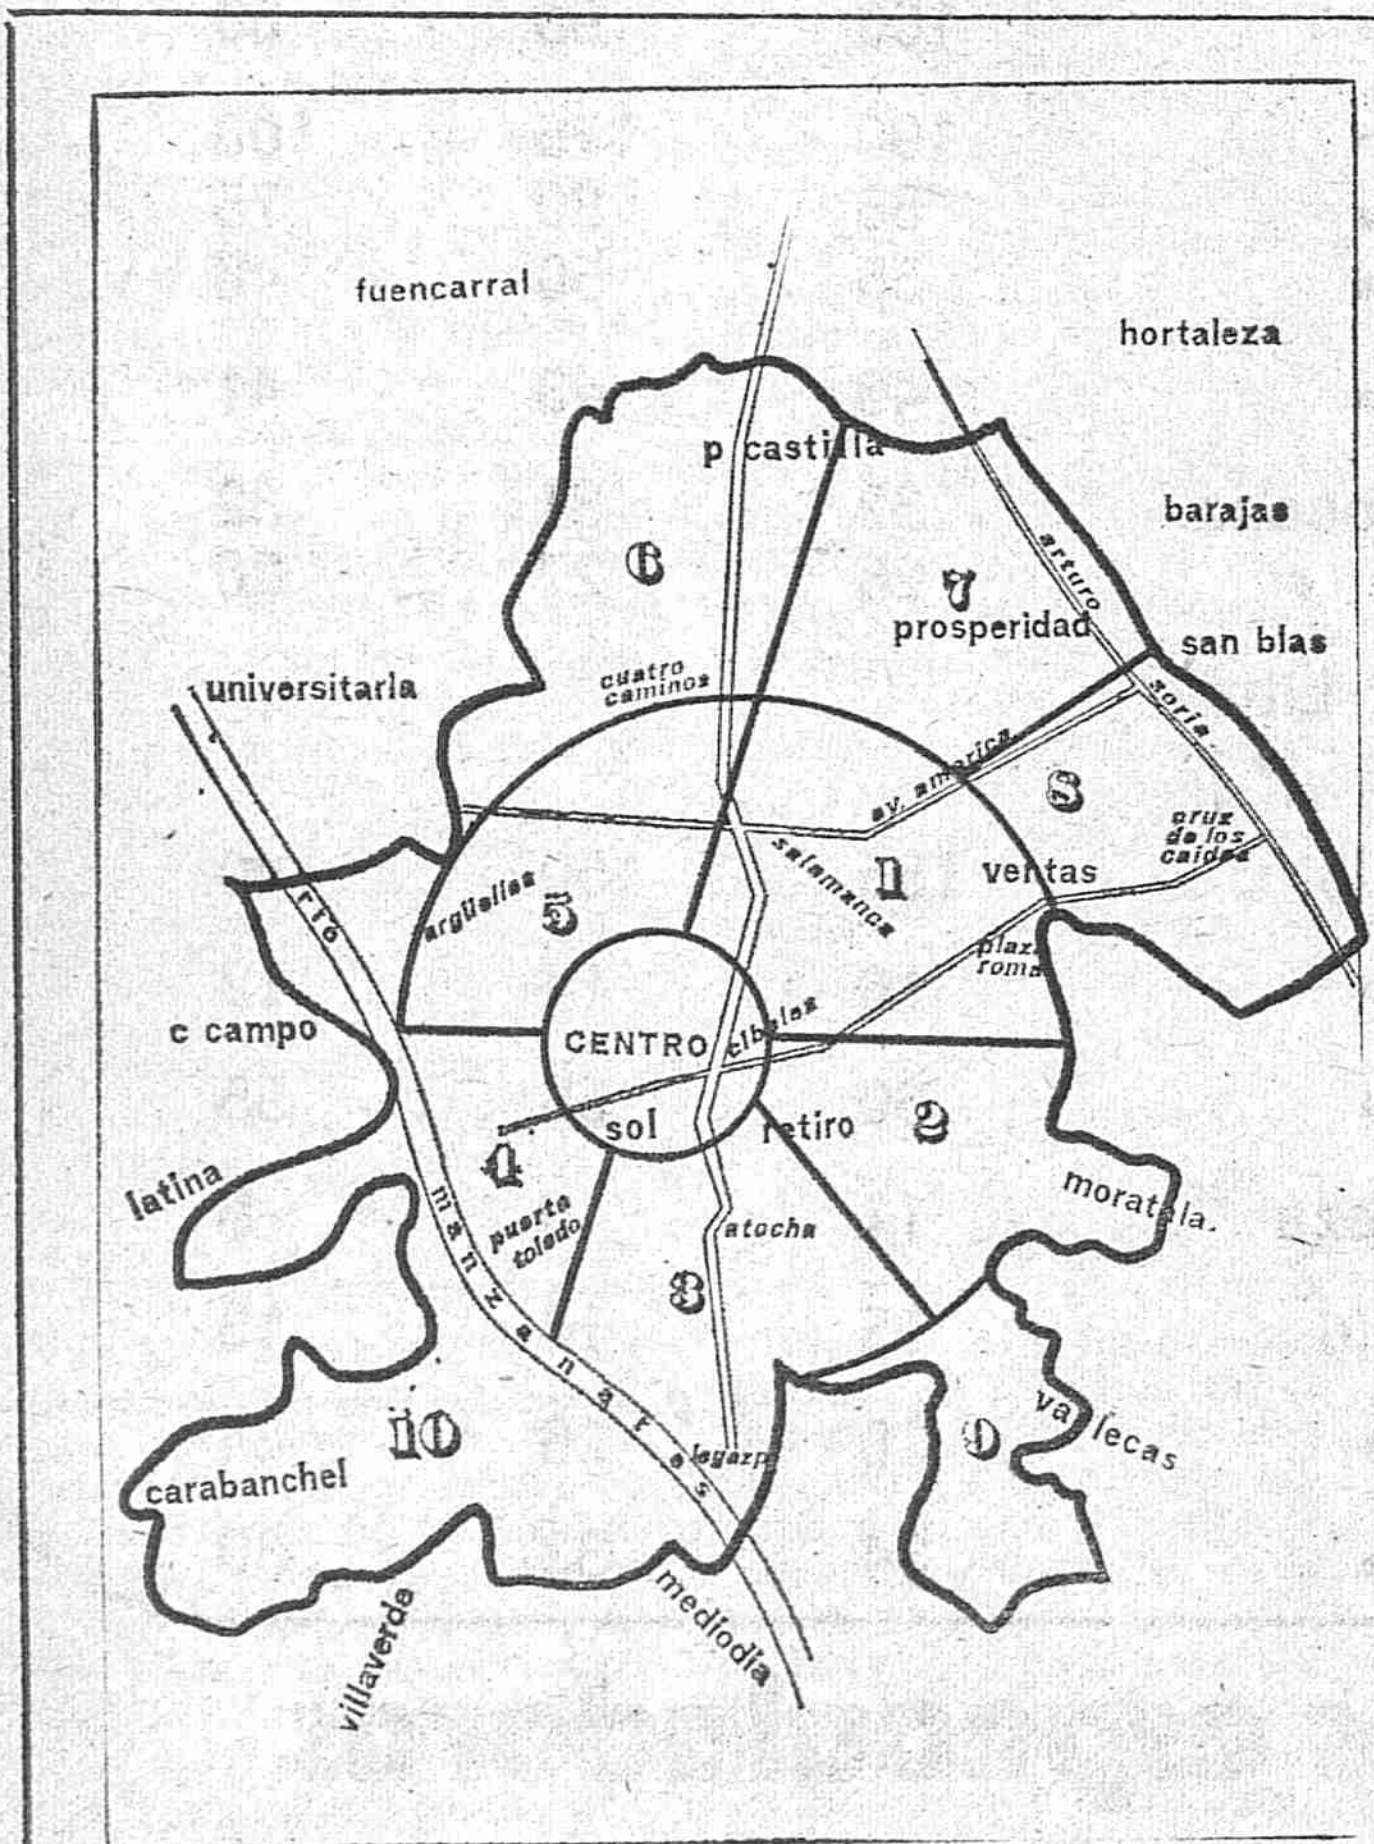 fuencarral
hortaleza
p castilla
barajas
6
7
arturo
prosperidad
san blas
cuatro
caminos
universitaria
soria.
av. america
8
cruz
de los
caidos
salamanca
1
ventas
argüelles
5
rio
plaza
roma
c campo
CENTRO
cibeles
sol
retiro
2
4
latina
moratala.
manzanares
puerta
toledo
atocha
3
10
9
vallecas
legazpi
carabanchel
mediodía
villaverde